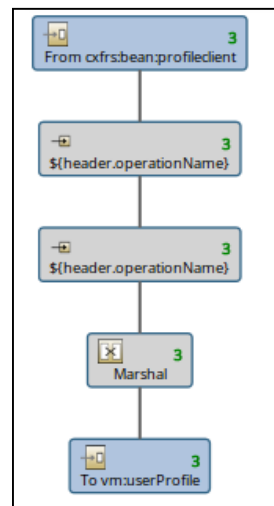 3
From cxfrs:bean:profileclient
3
${header.operationName}
3
${header.operationName}
3
Marshal
3
To vm:userProfile